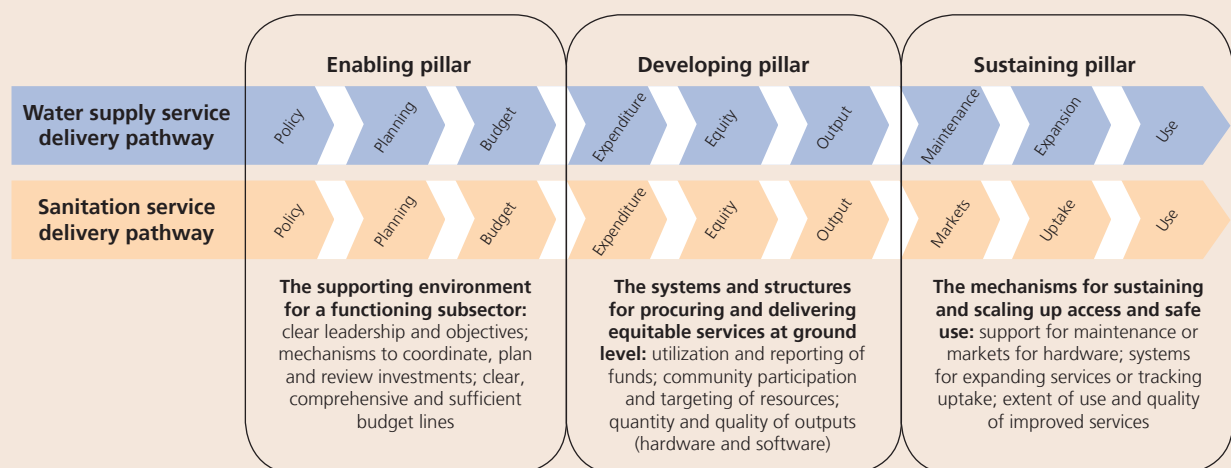 Enabling pillar
Developing pillar
Sustaining pillar
Water supply service
delivery pathway
Policy
Planning
Budget
Expenditure
Equity
Output
Maintenance
Expansion
Use
Sanitation service
delivery pathway
Policy
Planning
Budget
Expenditure
Equity
Output
Markets
Uptake
Use
The supporting environment
for a functioning subsector:
clear leadership and objectives;
mechanisms to coordinate, plan
and review investments; clear,
comprehensive and sufficient
budget lines
The systems and structures
for procuring and delivering
equitable services at ground
level: utilization and reporting of
funds; community participation
and targeting of resources;
quantity and quality of outputs
(hardware and software)
The mechanisms for sustaining
and scaling up access and safe
use: support for maintenance or
markets for hardware; systems
for expanding services or tracking
uptake; extent of use and quality
of improved services